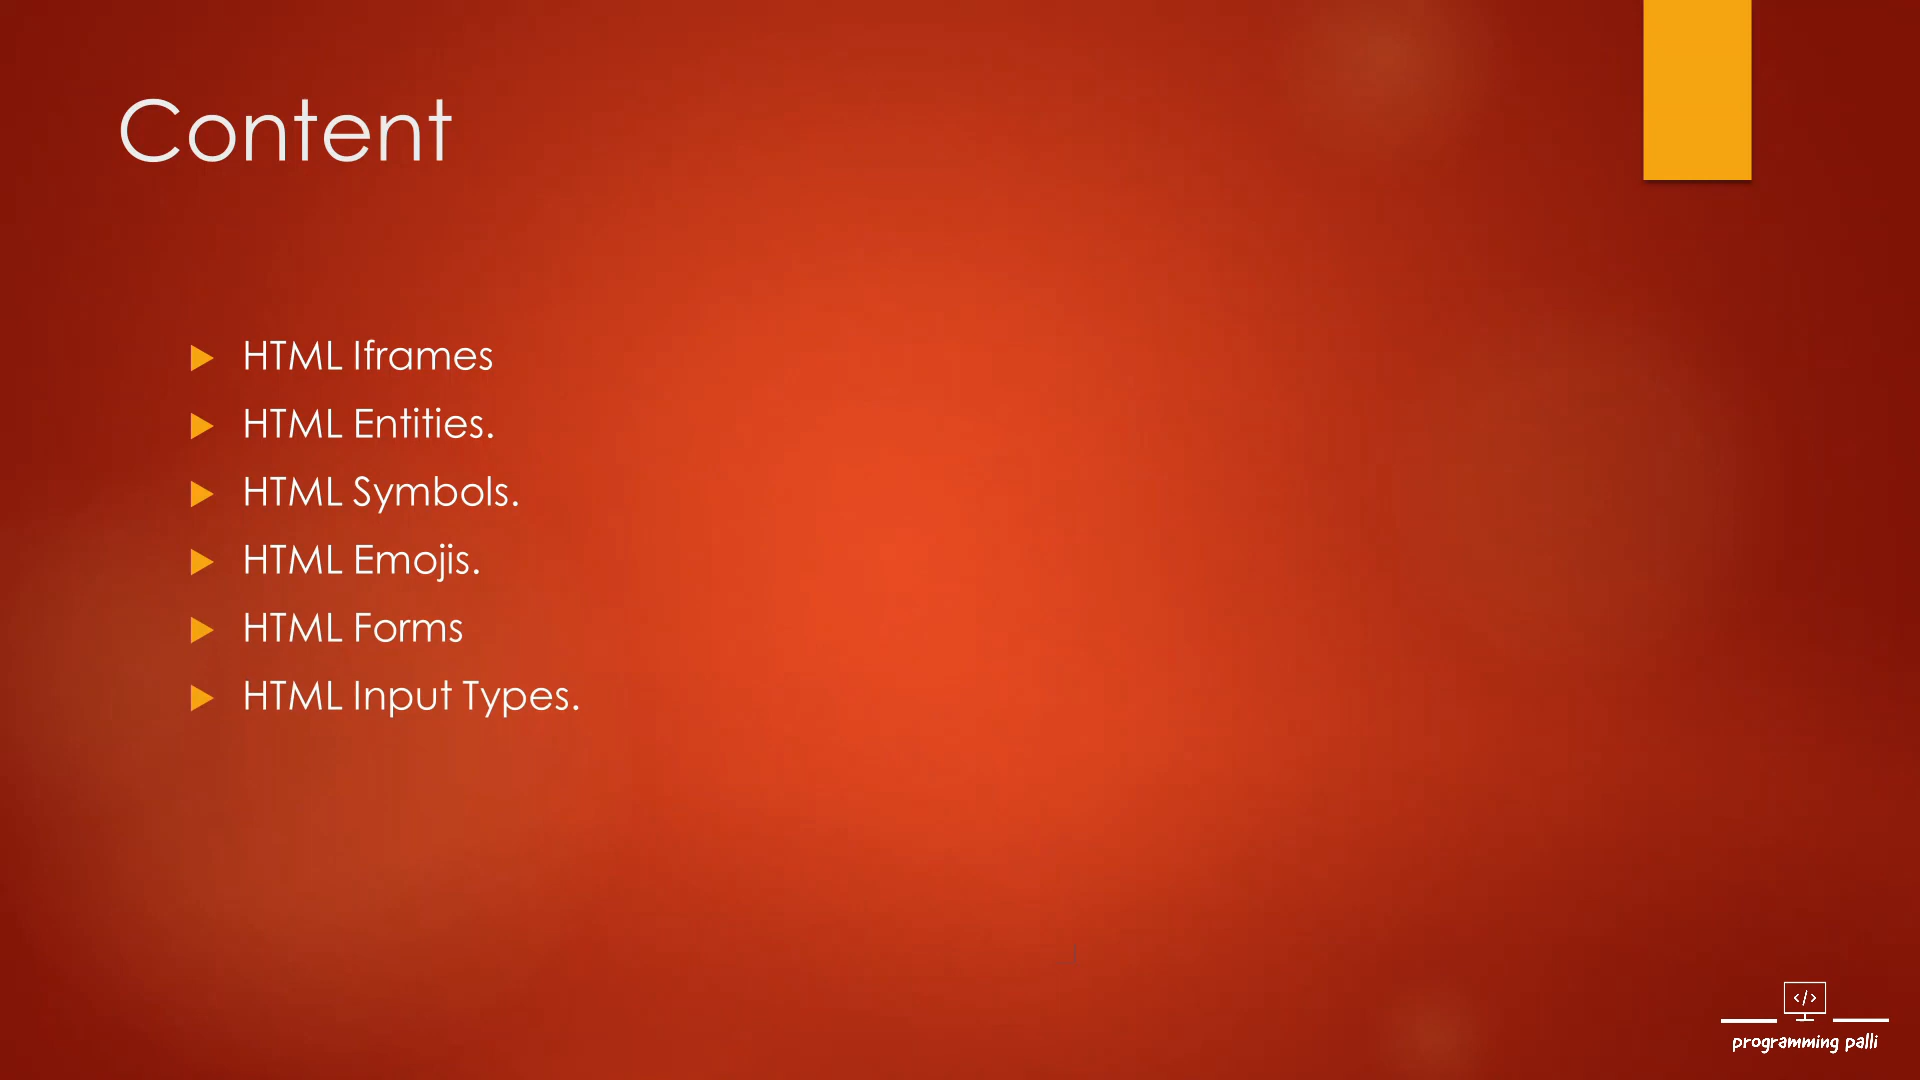 Content
HTML Iframes
HTML Entities.
HTML Symbols.
HTML Emojis.
HTML Forms
HTML Input Types.
</>
programming palli